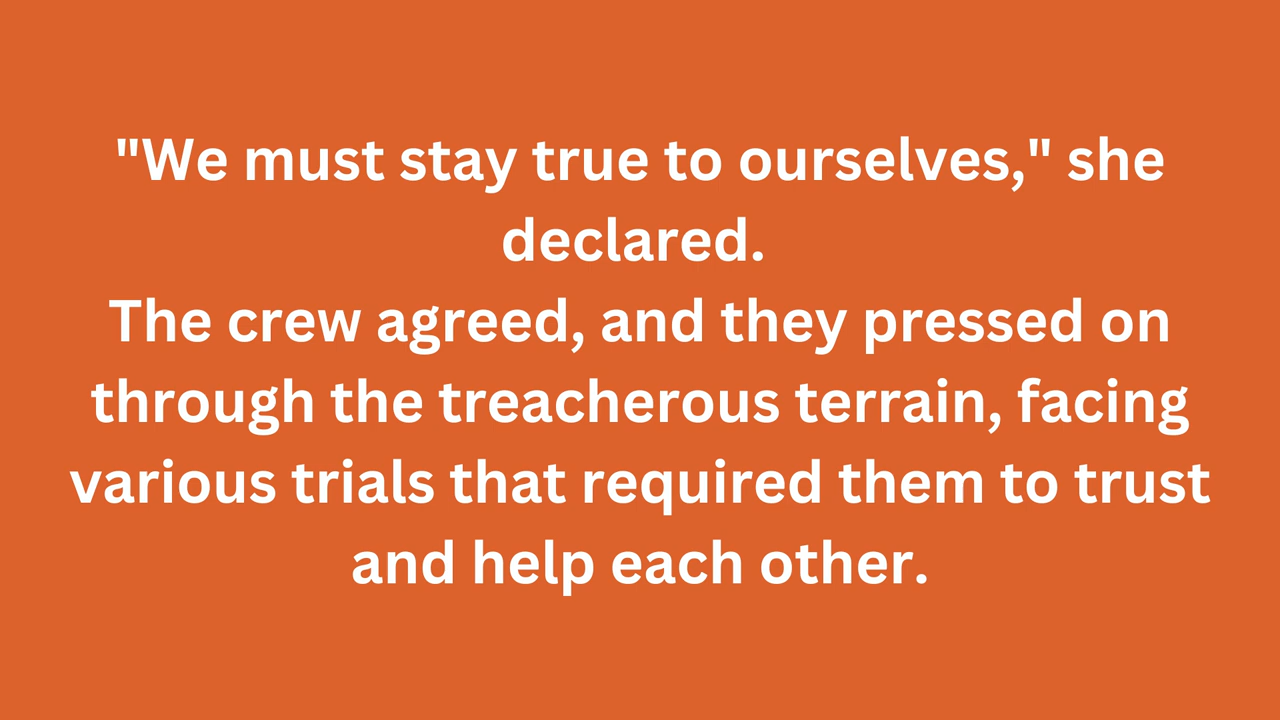 "We must stay true to ourselves," she
declared.
The crew agreed, and they pressed on
through the treacherous terrain, facing
various trials that required them to trust
and help each other.